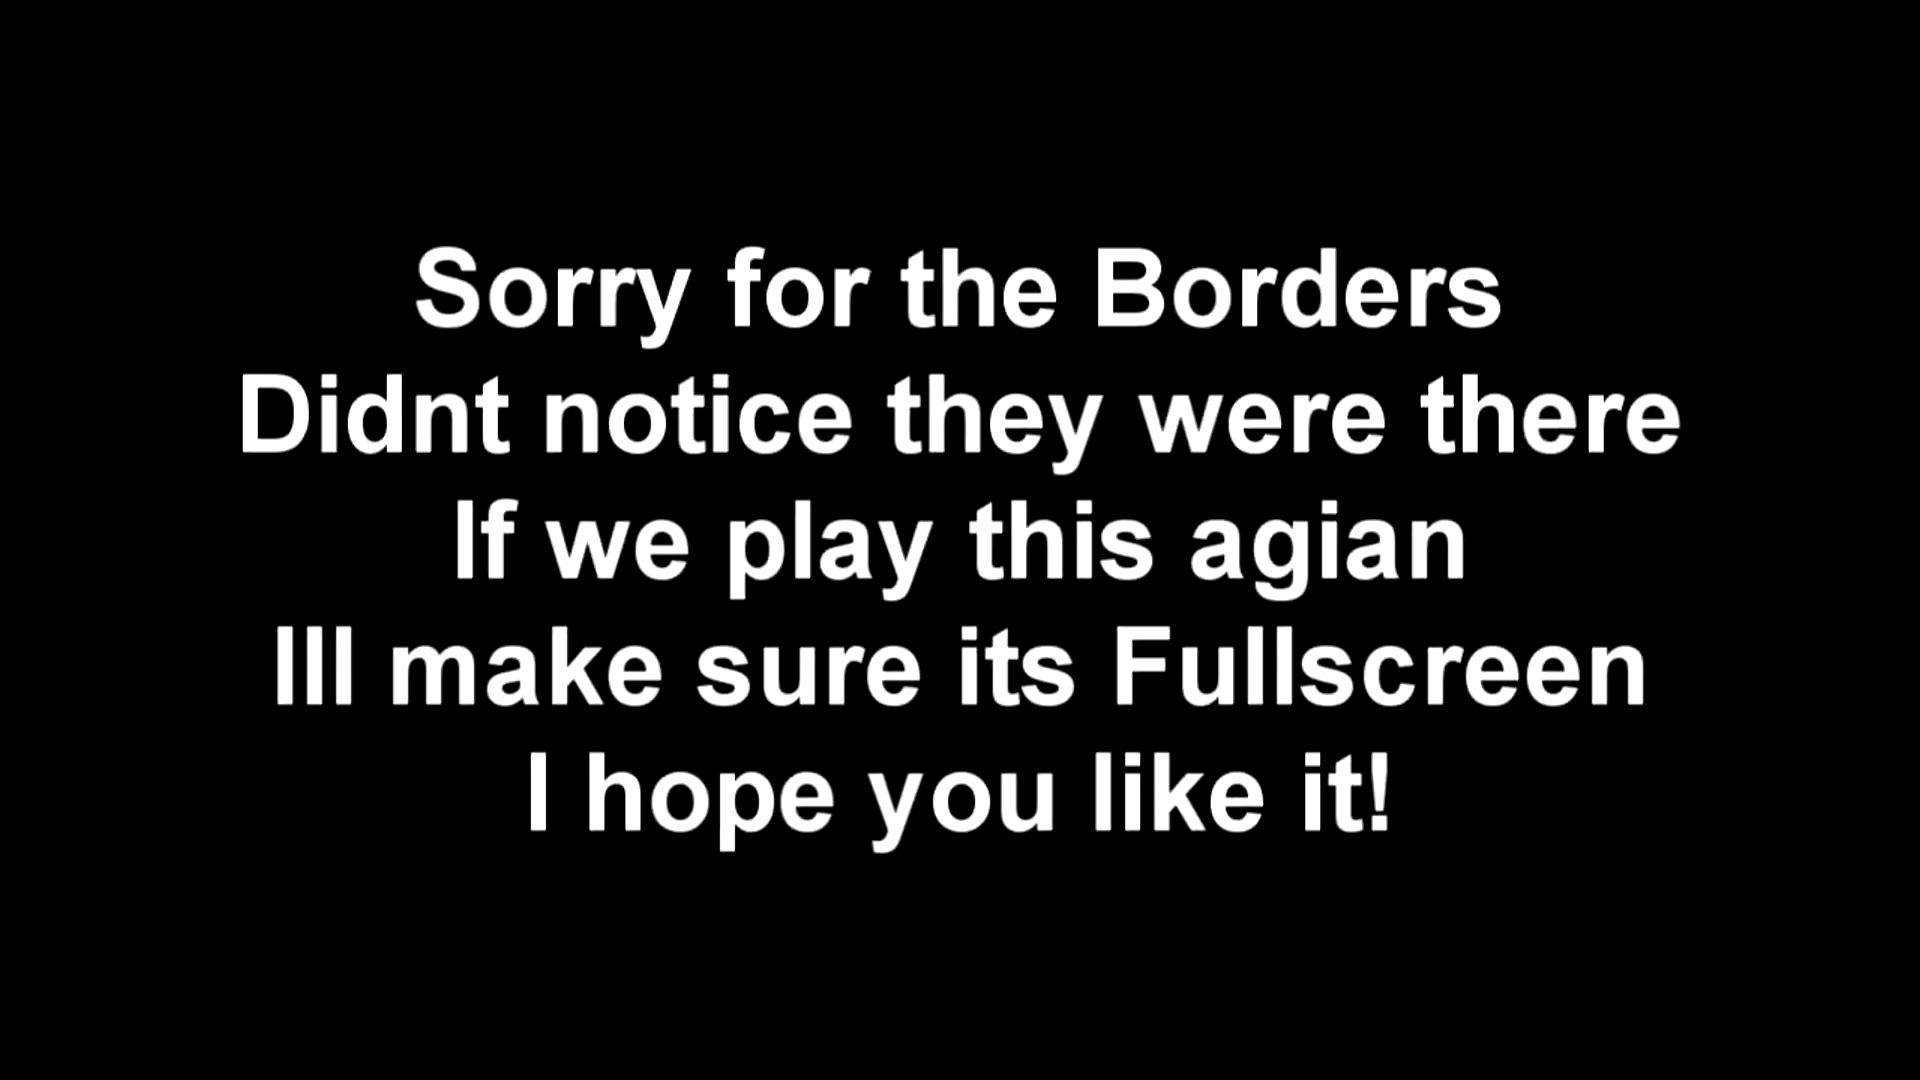 Sorry for the Borders
Didnt notice they were there
If we play this agian
Ill make sure its Fullscreen
I hope you like it!